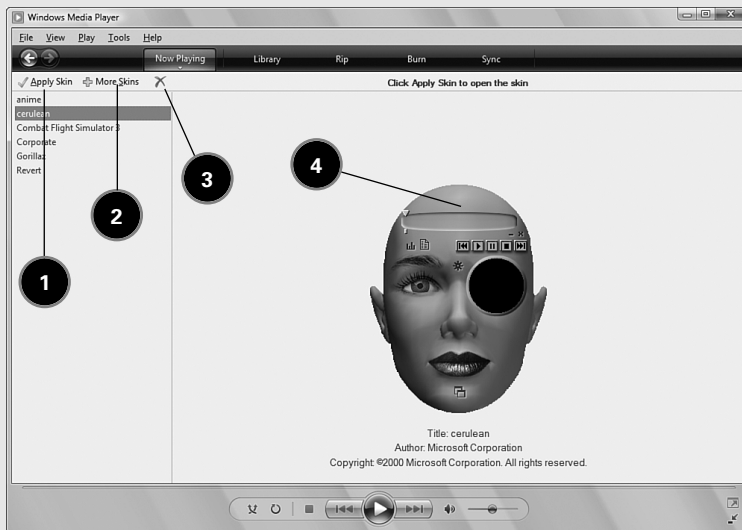 Windows Media Player
File View Play Tools Help
Now Playing Library Rip Burn Sync
Apply Skin More Skins Click Apply Skin to open the skin
anime
cerulean
Combat Flight Simulator 3
Corporate
Gorillaz
Revert
4
3
2
1
Title: cerulean
Author: Microsoft Corporation
Copyright: ©2000 Microsoft Corporation. All rights reserved.